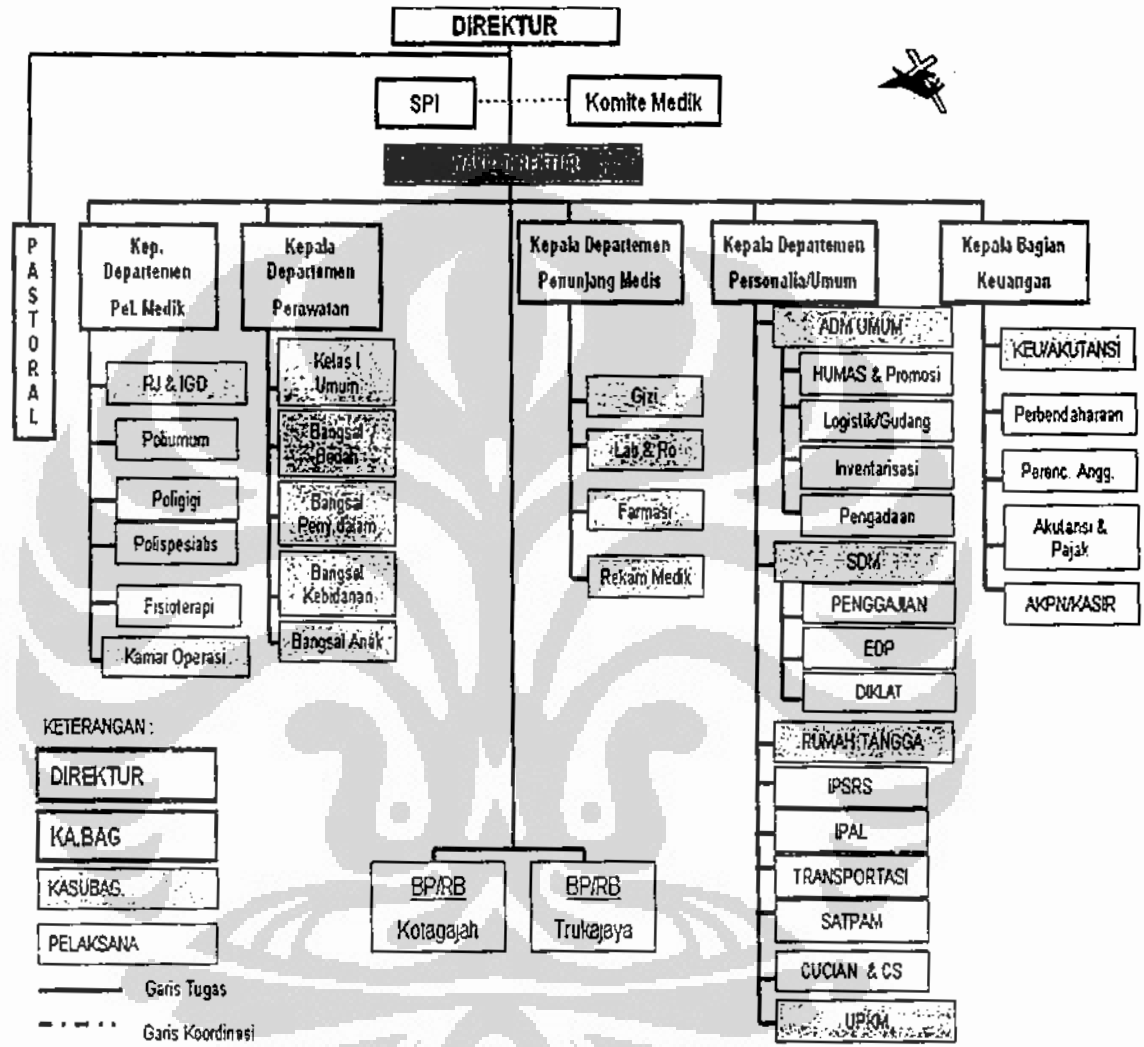 DIREKTUR
SPI
Komite Medik
WAKIL DIREKTUR
PASTORAL
Kep.
Departemen
Pel. Medik
Kepala
Departemen
Perawatan
Kepala Departemen
Penunjang Medis
Kepala Departemen
Personalia/Umum
Kepala Bagian
Keuangan
RJ & IGD
Poliumum
Poligigi
Polispesialis
Fisioterapi
Kamar Operasi
Kelas I
Umum
Bangsal
Bedah
Bangsal
Peny.dalam
Bangsal
Kebidanan
Bangsal Anak
Gizi
Lab & Ro
Farmasi
Rekam Medik
ADM UMUM
HUMAS & Promosi
Logistik/Gudang
Inventarisasi
Pengadaan
SDM
PENGGAJIAN
EDP
DIKLAT
RUMAH TANGGA
IPSRS
IPAL
TRANSPORTASI
SATPAM
CUCIAN & CS
UPKM
KEU/AKUTANSI
Perbendaharaan
Perenc. Angg.
Akutansi &
Pajak
AKPN/KASIR
BP/RB
Kotagajah
BP/RB
Trukajaya
KETERANGAN :
DIREKTUR
KA.BAG
KASUBAG.
PELAKSANA
Garis Tugas
Garis Koordinasi